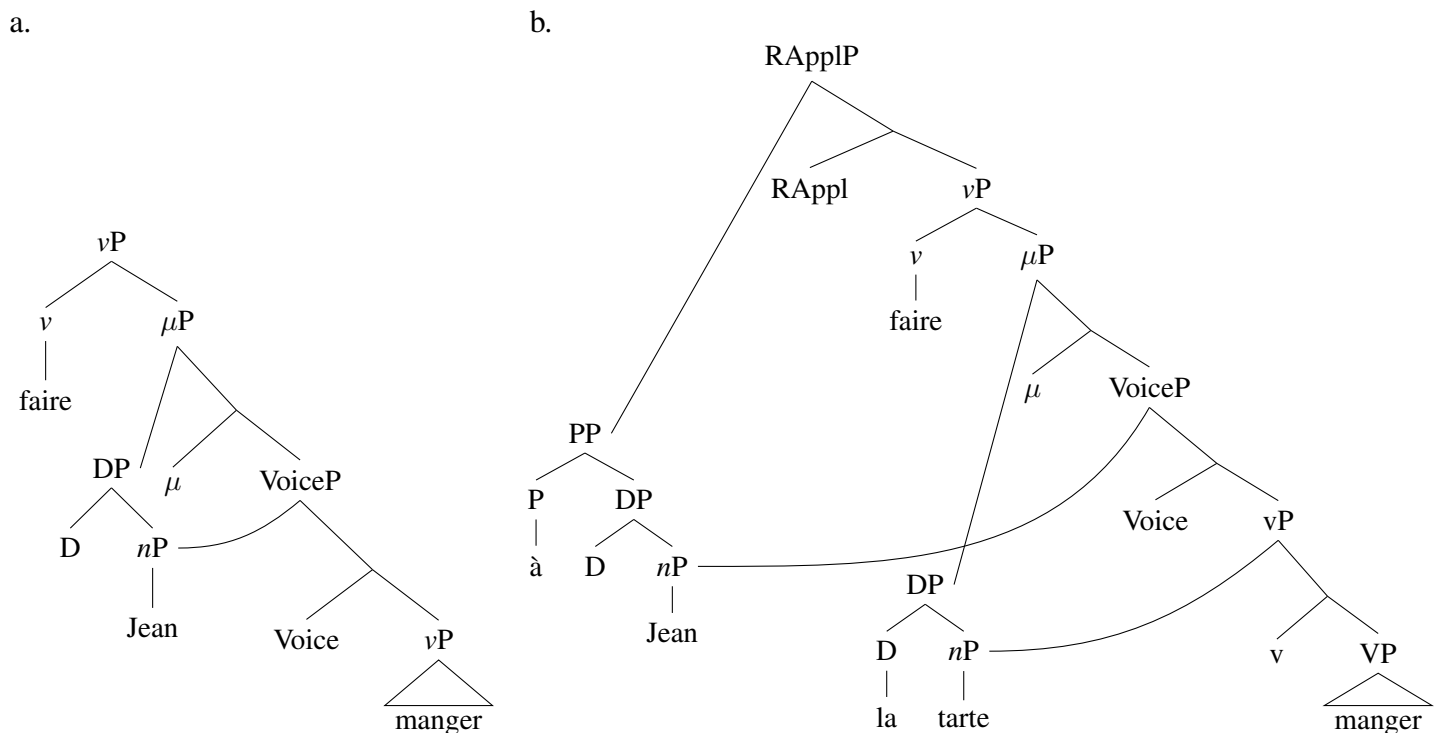 a.
vP
v
μP
faire
DP
μ
VoiceP
D
nP
Jean
Voice
vP
manger
b.
RApplP
RAppl
vP
v
μP
faire
μ
VoiceP
PP
P
DP
à
D
nP
Jean
Voice
vP
DP
D
nP
la
tarte
v
VP
manger